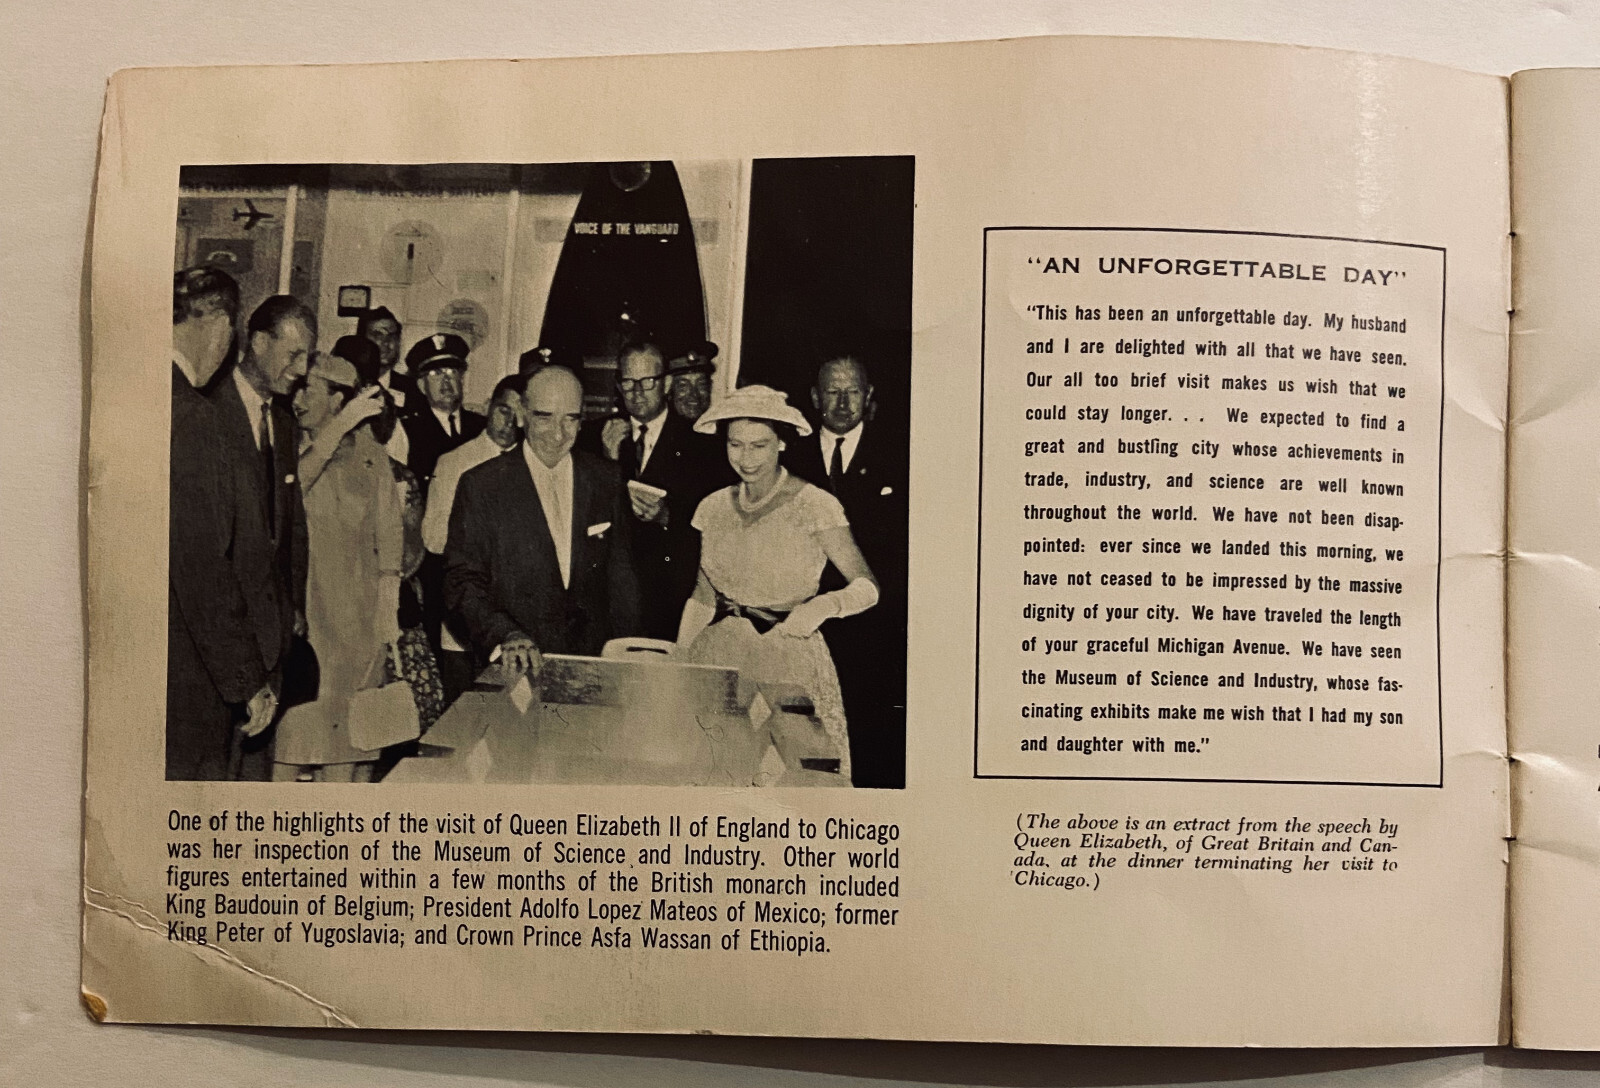 THE BELL SOLAR BATTERY
VOICE OF THE VANGUARD
One of the highlights of the visit of Queen Elizabeth II of England to Chicago
was her inspection of the Museum of Science and Industry. Other world
figures entertained within a few months of the British monarch included
King Baudouin of Belgium; President Adolfo Lopez Mateos of Mexico; former
King Peter of Yugoslavia; and Crown Prince Asfa Wassan of Ethiopia.
“AN UNFORGETTABLE DAY”
“This has been an unforgettable day. My husband
and I are delighted with all that we have seen.
Our all too brief visit makes us wish that we
could stay longer. . . We expected to find a
great and bustling city whose achievements in
trade, industry, and science are well known
throughout the world. We have not been disap-
pointed: ever since we landed this morning, we
have not ceased to be impressed by the massive
dignity of your city. We have traveled the length
of your graceful Michigan Avenue. We have seen
the Museum of Science and Industry, whose fas-
cinating exhibits make me wish that I had my son
and daughter with me.”
(The above is an extract from the speech by
Queen Elizabeth, of Great Britain and Can-
ada, at the dinner terminating her visit to
Chicago.)